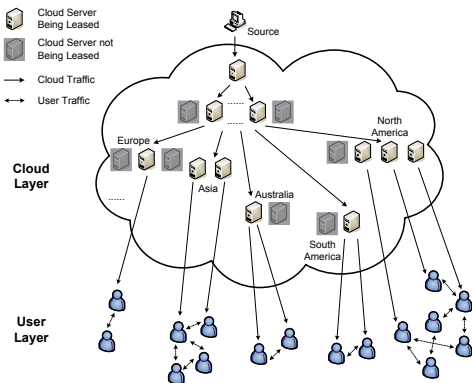 Cloud Server
Being Leased
Source
Cloud Server not
Being Leased
Cloud Traffic
User Traffic
......
......
North
America
Europe
Cloud
Layer
Asia
Australia
......
South
America
User
Layer